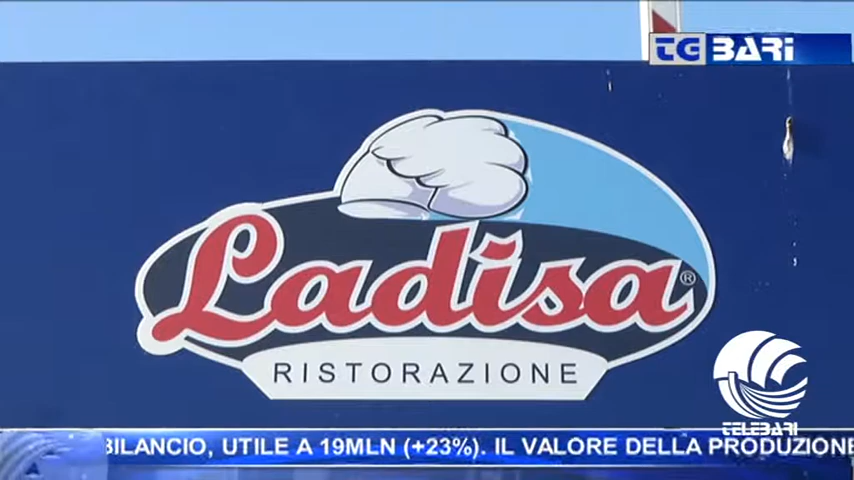 TG BARI
Ladisa ®
RISTORAZIONE
TELEBARI
BILANCIO, UTILE A 19MLN (+23%). IL VALORE DELLA PRODUZIONE